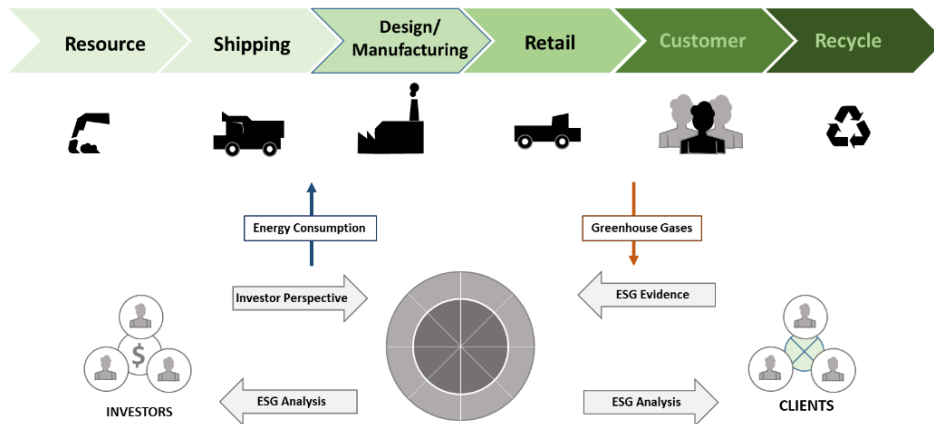 Resource
Shipping
Design/
Manufacturing
Retail
Customer
Recycle
Energy Consumption
Greenhouse Gases
Investor Perspective
ESG Evidence
$
INVESTORS
ESG Analysis
ESG Analysis
CLIENTS